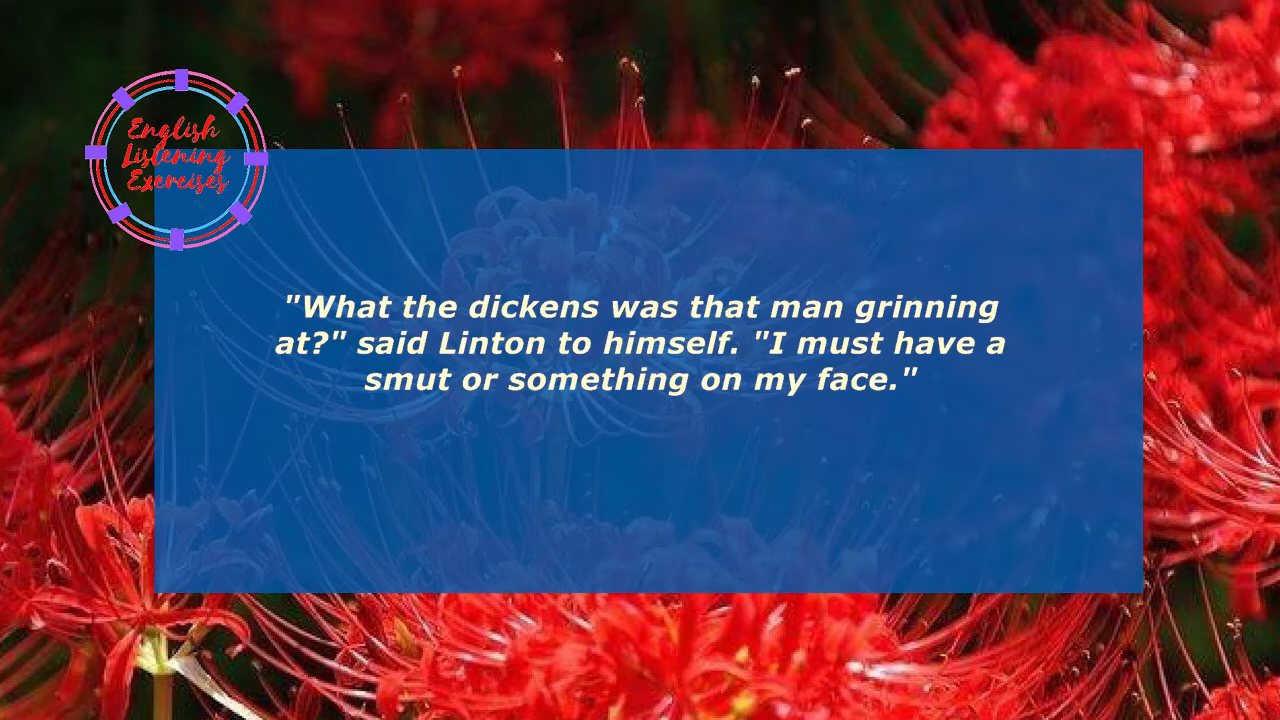 English
Listening
Exercises
"What the dickens was that man grinning
at?" said Linton to himself. "I must have a
smut or something on my face."